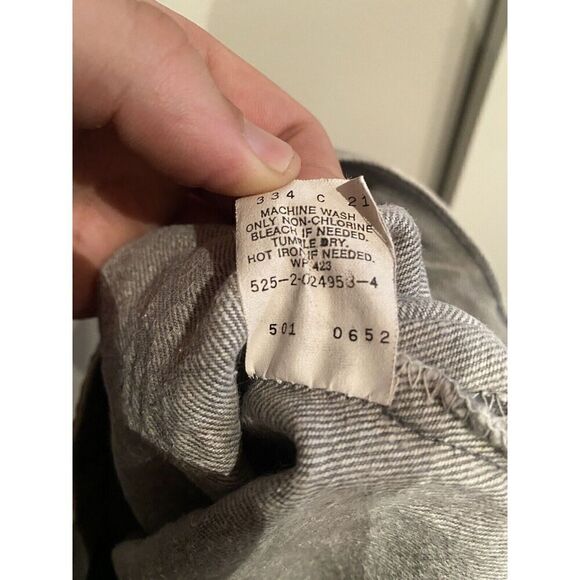 334 C 21
MACHINE WASH
ONLY NON-CHLORINE
BLEACH IF NEEDED.
TUMBLE DRY.
HOT IRON IF NEEDED.
WPL423
525-2-024953-4
501 0652